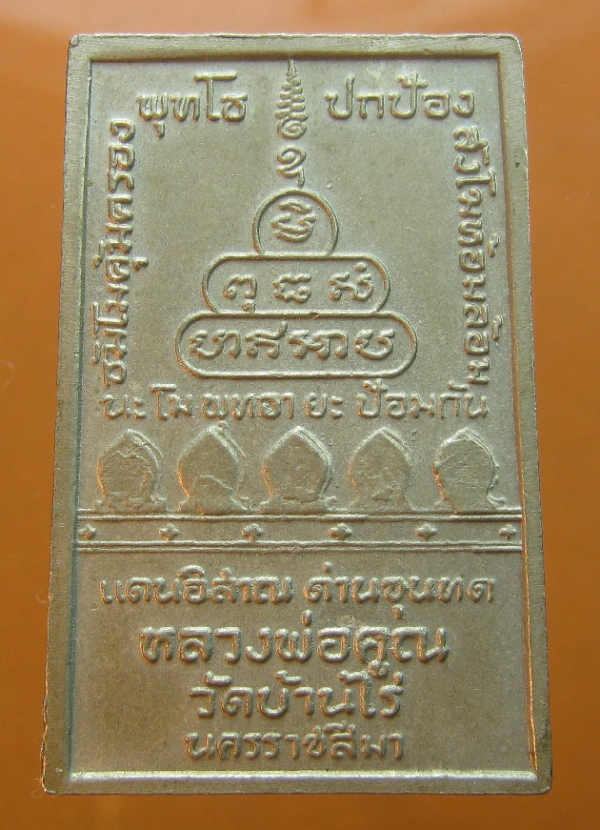 พุทโธ ปกป้อง
ธัมโมคุ้มครอง
สังโฆห้อมล้อม
นะ โม พุทธา ยะ ป้อมกัน
แดนอิสาณ ด่านขุนทด
หลวงพ่อคูณ
วัดบ้านไร่
นครราชสีมา